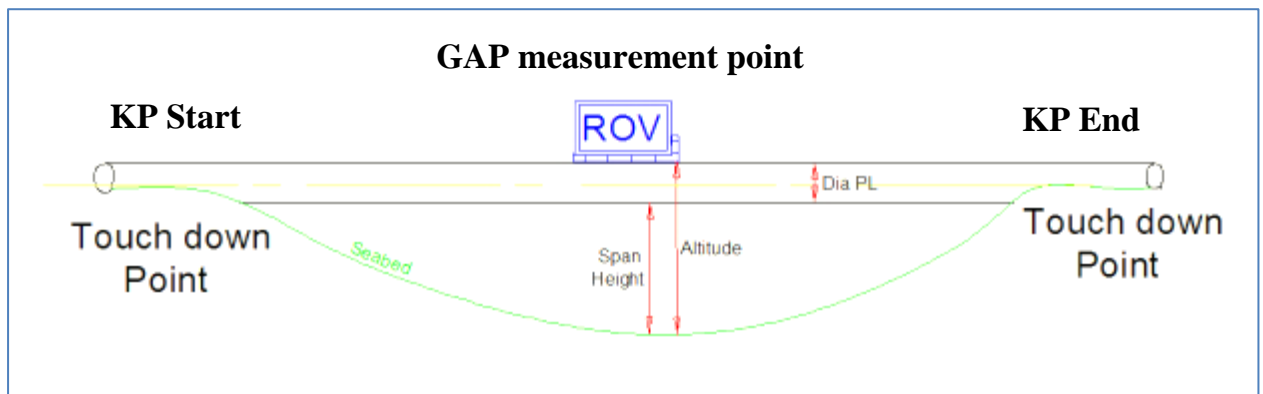 GAP measurement point
KP Start
KP End
ROV
Dia PL
Touch down
Point
Seabed
Span
Height
Altitude
Touch down
Point